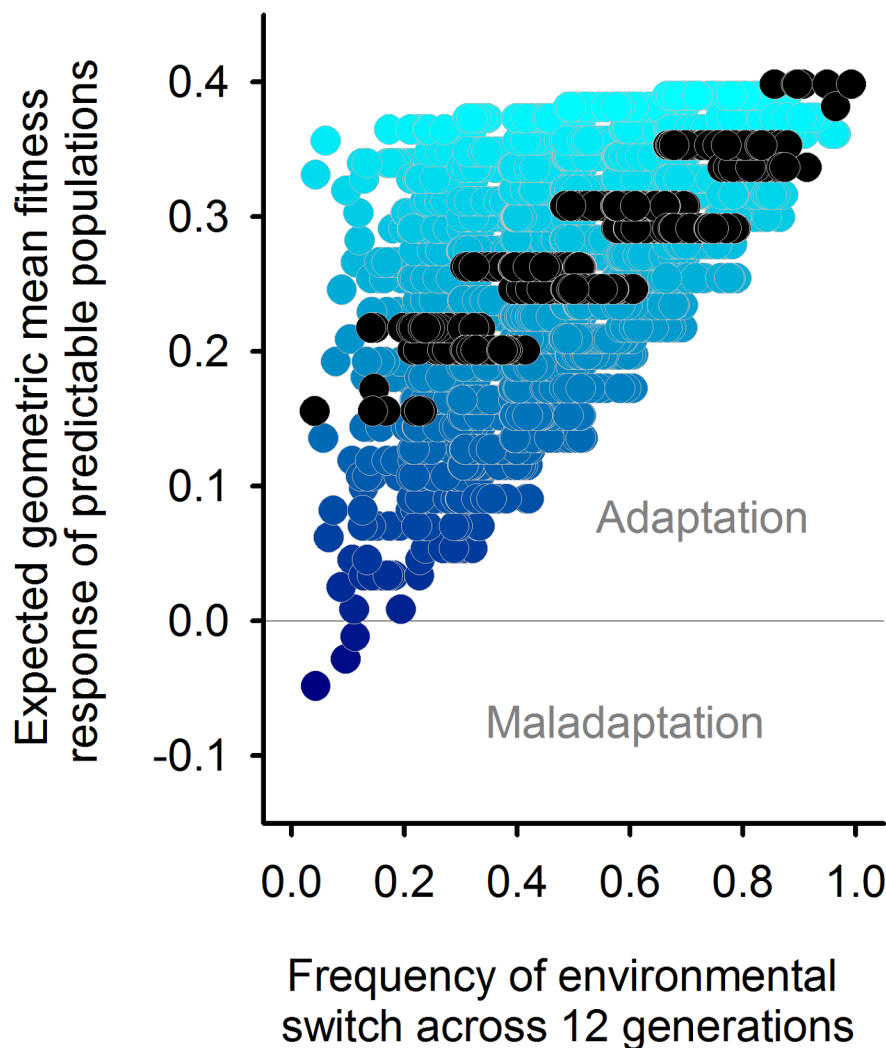 Expected geometric mean fitness
response of predictable populations
0.4
0.3
0.2
0.1
0.0
-0.1
Adaptation
Maladaptation
0.0 0.2 0.4 0.6 0.8 1.0
Frequency of environmental
switch across 12 generations